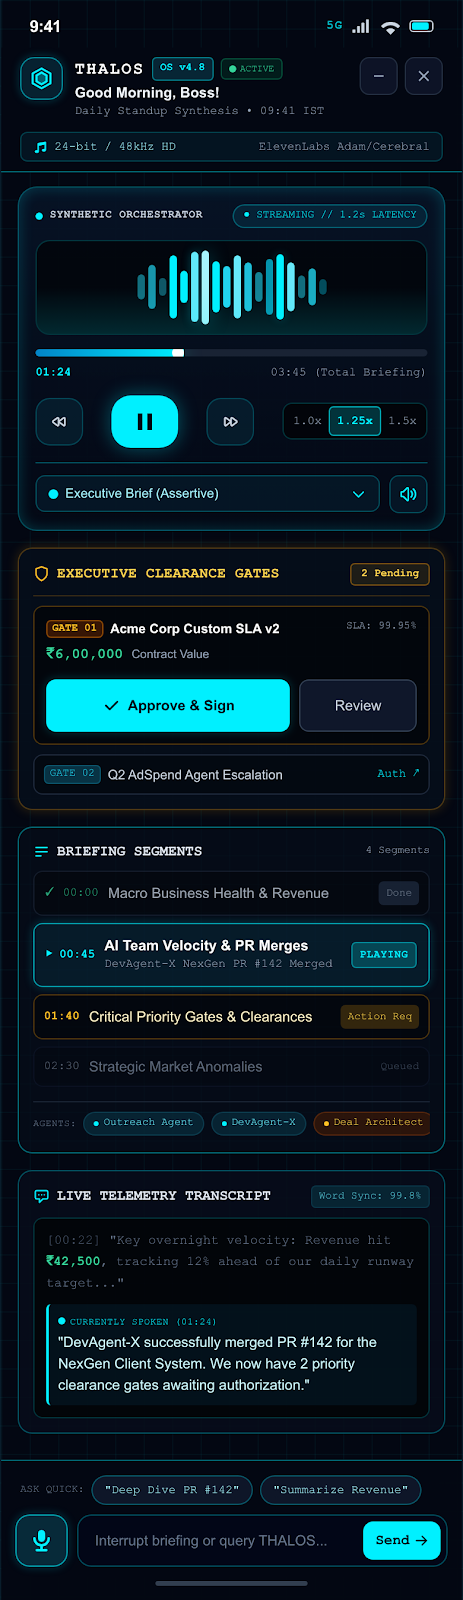 9:41
5G
THALOS OS v4.8 ACTIVE
Good Morning, Boss!
Daily Standup Synthesis • 09:41 IST
24-bit / 48kHz HD
ElevenLabs Adam/Cerebral
SYNTHETIC ORCHESTRATOR
STREAMING // 1.2s LATENCY
01:24
03:45 (Total Briefing)
1.0x 1.25x 1.5x
Executive Brief (Assertive)
EXECUTIVE CLEARANCE GATES
2 Pending
GATE 01 Acme Corp Custom SLA v2
SLA: 99.95%
₹6,00,000 Contract Value
Approve & Sign
Review
GATE 02 Q2 AdSpend Agent Escalation
Auth ↗
BRIEFING SEGMENTS
4 Segments
✓ 00:00 Macro Business Health & Revenue
Done
00:45 AI Team Velocity & PR Merges
DevAgent-X NexGen PR #142 Merged
PLAYING
01:40 Critical Priority Gates & Clearances
Action Req
02:30 Strategic Market Anomalies
Queued
AGENTS: Outreach Agent DevAgent-X Deal Architect
LIVE TELEMETRY TRANSCRIPT
Word Sync: 99.8%
[00:22] "Key overnight velocity: Revenue hit
₹42,500, tracking 12% ahead of our daily runway
target..."
CURRENTLY SPOKEN (01:24)
"DevAgent-X successfully merged PR #142 for the
NexGen Client System. We now have 2 priority
clearance gates awaiting authorization."
ASK QUICK: "Deep Dive PR #142" "Summarize Revenue"
Interrupt briefing or query THALOS...
Send →